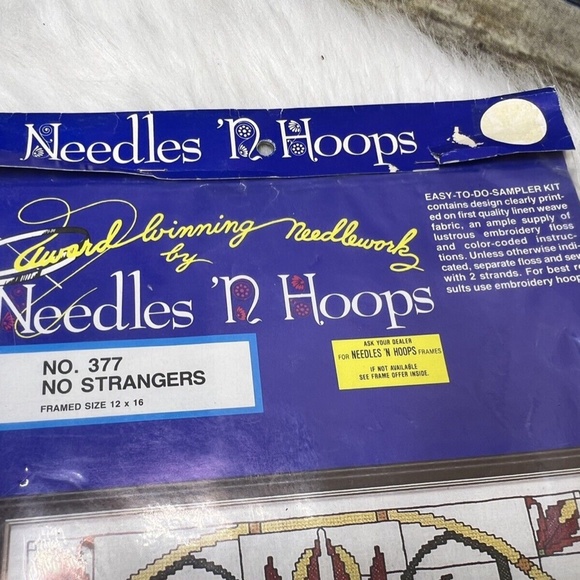 Needles 'N Hoops
award winning needlework
by
Needles 'N Hoops
EASY-TO-DO-SAMPLER KIT
contains design clearly print-
ed on first quality linen weave
fabric, an ample supply of
lustrous embroidery floss
and color-coded instruc
tions. Unless otherwise indi
cated, separate floss and sew
with 2 strands. For best r
sults use embroidery hoop
NO. 377
NO STRANGERS
FRAMED SIZE 12 x 16
ASK YOUR DEALER
FOR NEEDLES 'N HOOPS FRAMES
IF NOT AVAILABLE
SEE FRAME OFFER INSIDE.